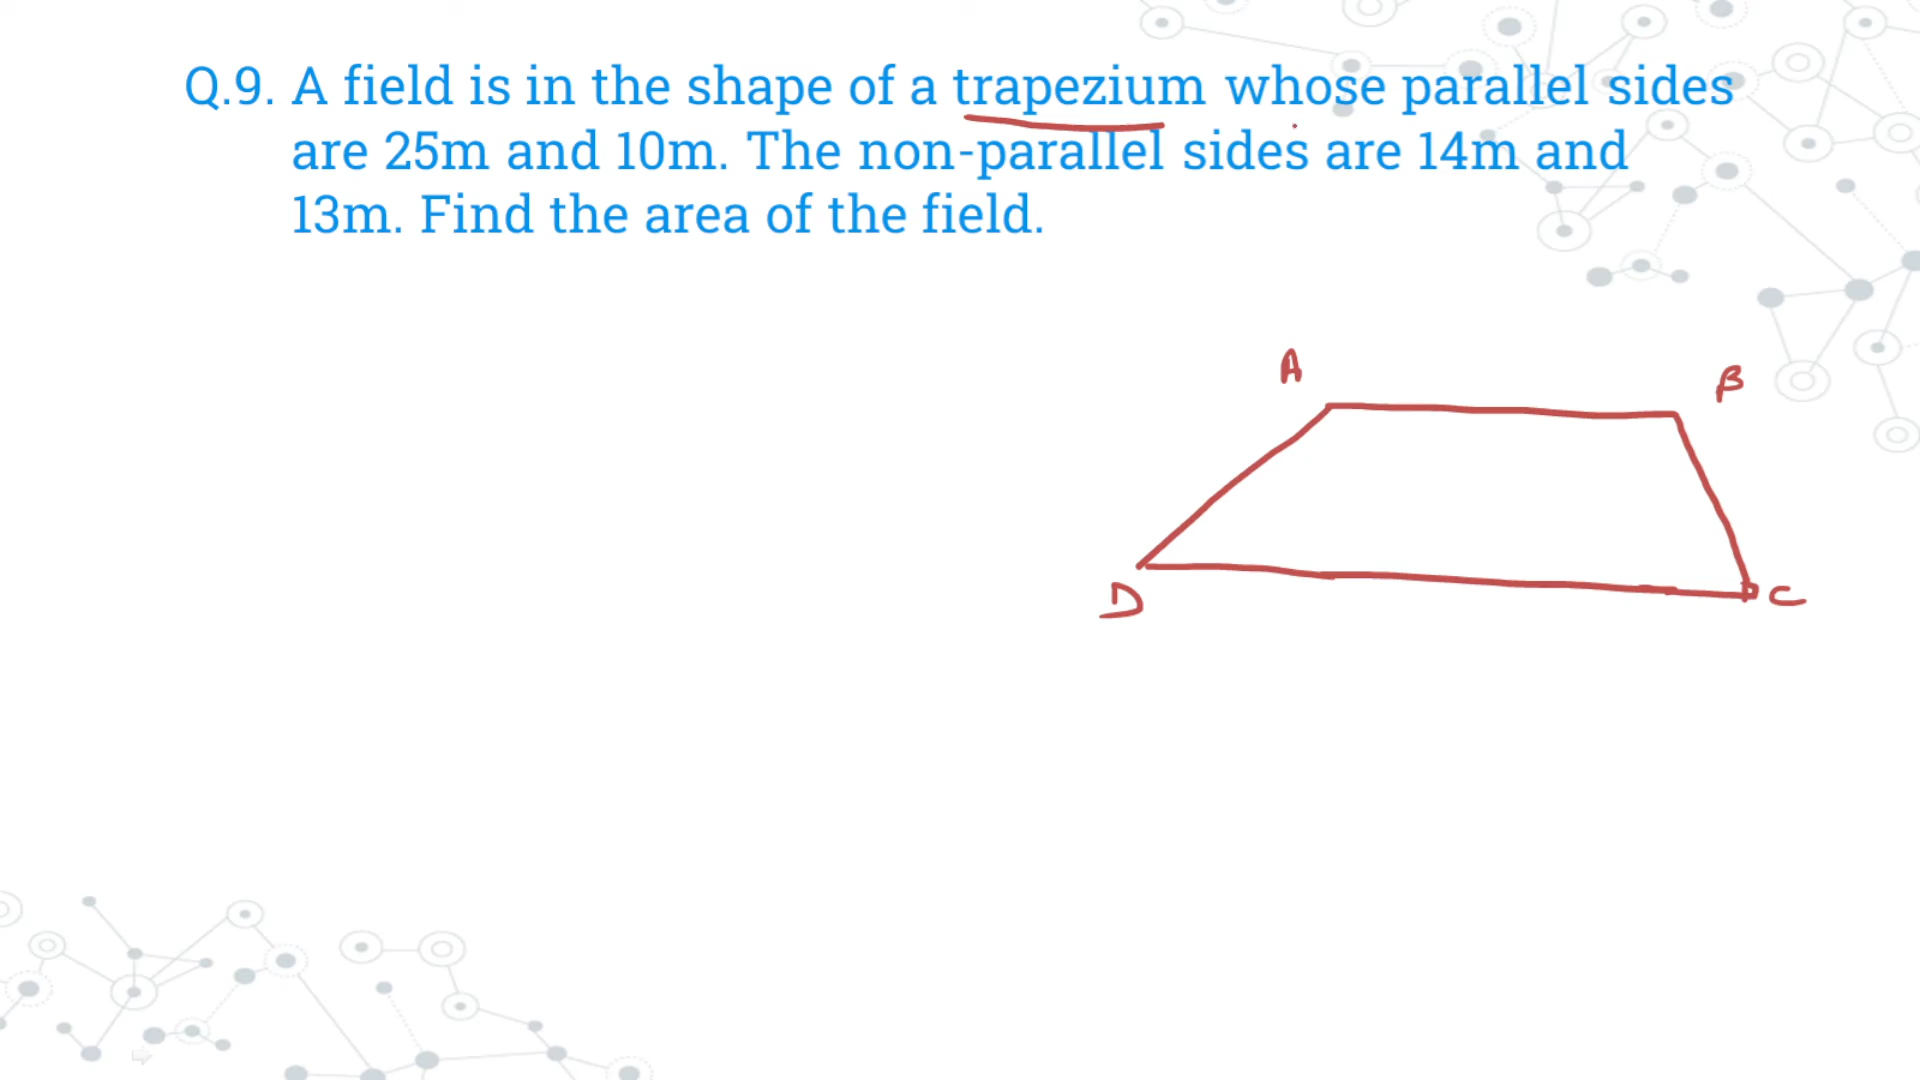 Q.9. A field is in the shape of a trapezium whose parallel sides
are 25m and 10m. The non-parallel sides are 14m and
13m. Find the area of the field.
A
B
D
C